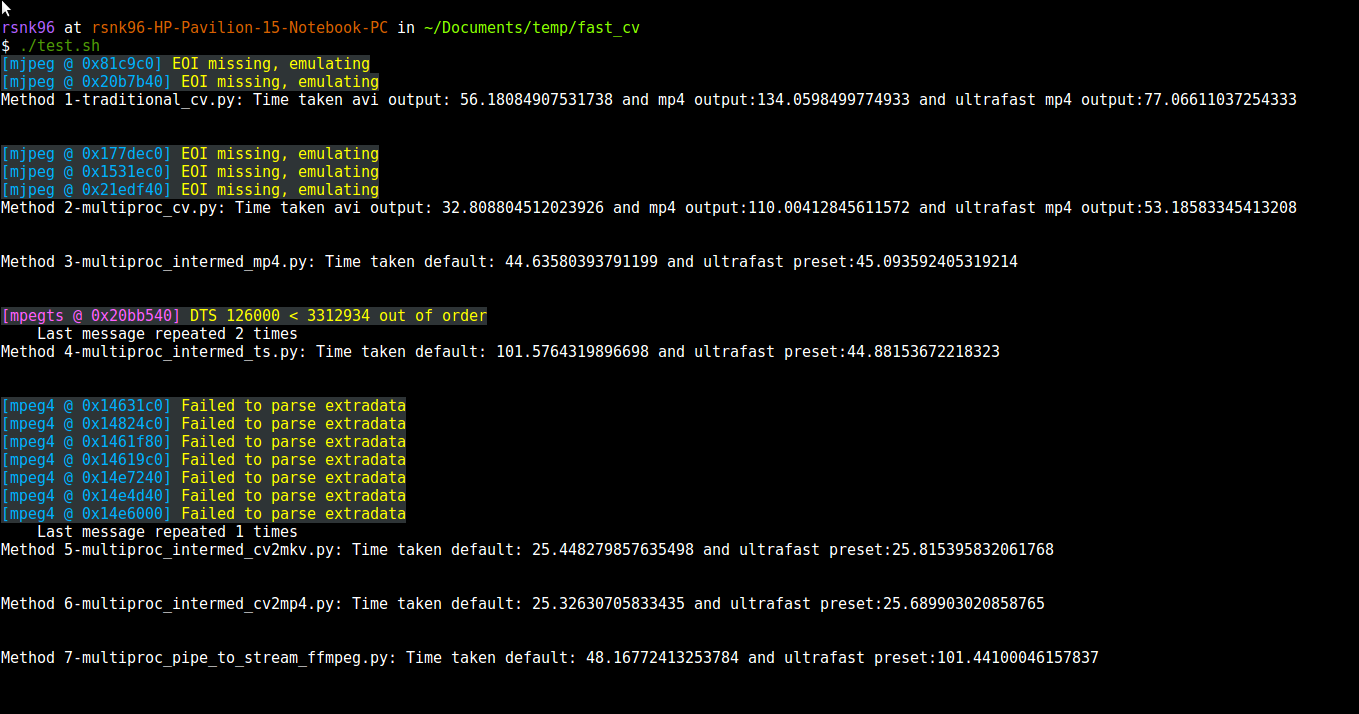 rsnk96 at rsnk96-HP-Pavilion-15-Notebook-PC in ~/Documents/temp/fast_cv
$ ./test.sh
[mjpeg @ 0x81c9c0] EOI missing, emulating
[mjpeg @ 0x20b7b40] EOI missing, emulating
Method 1-traditional_cv.py: Time taken avi output: 56.18084907531738 and mp4 output:134.0598499774933 and ultrafast mp4 output:77.06611037254333
[mjpeg @ 0x177dec0] EOI missing, emulating
[mjpeg @ 0x1531ec0] EOI missing, emulating
[mjpeg @ 0x21edf40] EOI missing, emulating
Method 2-multiproc_cv.py: Time taken avi output: 32.808804512023926 and mp4 output:110.00412845611572 and ultrafast mp4 output:53.18583345413208
Method 3-multiproc_intermed_mp4.py: Time taken default: 44.63580393791199 and ultrafast preset:45.093592405319214
[mpegts @ 0x20bb540] DTS 126000 < 3312934 out of order
Last message repeated 2 times
Method 4-multiproc_intermed_ts.py: Time taken default: 101.5764319896698 and ultrafast preset:44.88153672218323
[mpeg4 @ 0x14631c0] Failed to parse extradata
[mpeg4 @ 0x14824c0] Failed to parse extradata
[mpeg4 @ 0x1461f80] Failed to parse extradata
[mpeg4 @ 0x14619c0] Failed to parse extradata
[mpeg4 @ 0x14e7240] Failed to parse extradata
[mpeg4 @ 0x14e4d40] Failed to parse extradata
[mpeg4 @ 0x14e6000] Failed to parse extradata
Last message repeated 1 times
Method 5-multiproc_intermed_cv2mkv.py: Time taken default: 25.448279857635498 and ultrafast preset:25.815395832061768
Method 6-multiproc_intermed_cv2mp4.py: Time taken default: 25.32630705833435 and ultrafast preset:25.689903020858765
Method 7-multiproc_pipe_to_stream_ffmpeg.py: Time taken default: 48.16772413253784 and ultrafast preset:101.44100046157837